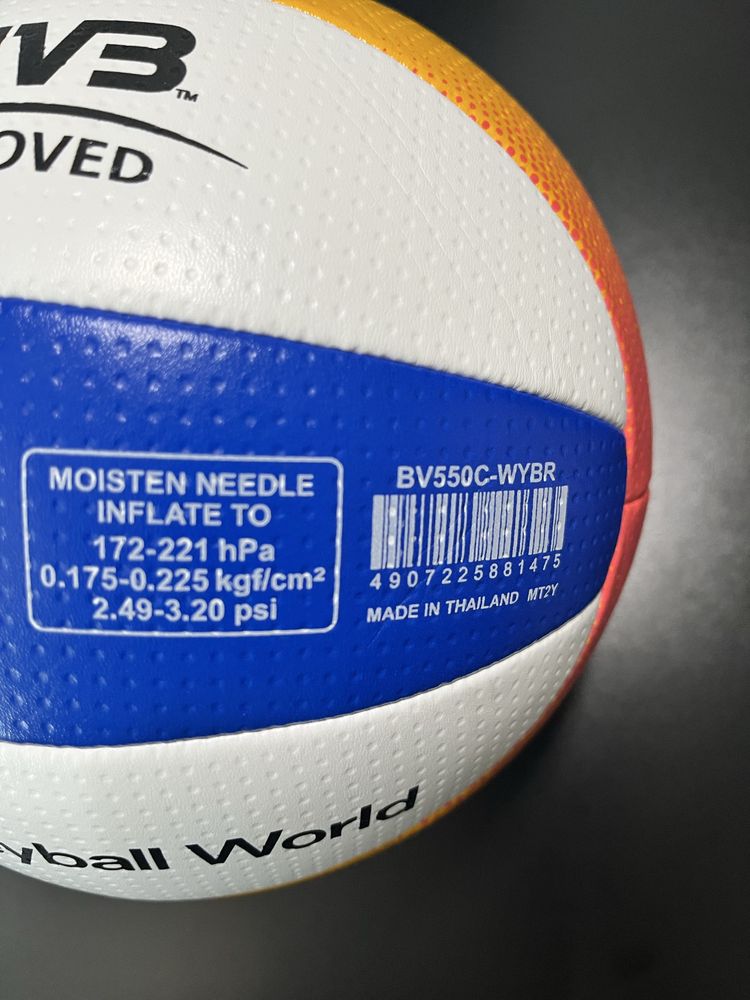 IVB™
OVED
MOISTEN NEEDLE
INFLATE TO
172-221 hPa
0.175-0.225 kgf/cm²
2.49-3.20 psi
BV550C-WYBR
4907225881475
MADE IN THAILAND MT2Y
yball World